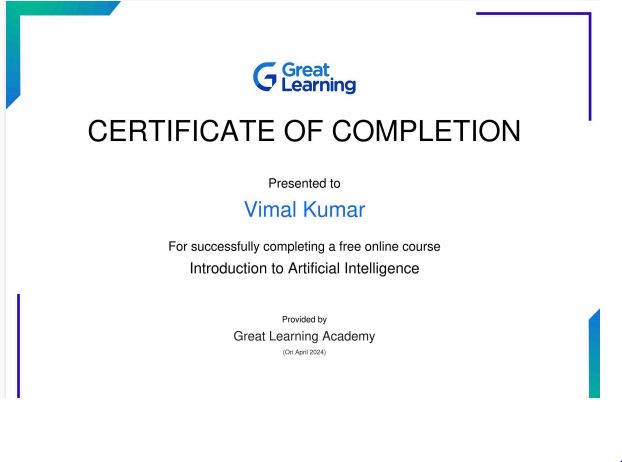 Great
Learning
CERTIFICATE OF COMPLETION
Presented to
Vimal Kumar
For successfully completing a free online course
Introduction to Artificial Intelligence
Provided by
Great Learning Academy
(On April 2024)